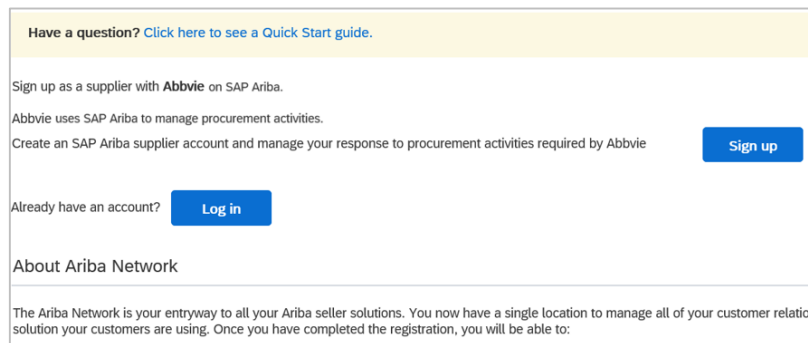 Have a question? Click here to see a Quick Start guide.
Sign up as a supplier with Abbvie on SAP Ariba.
Abbvie uses SAP Ariba to manage procurement activities.
Create an SAP Ariba supplier account and manage your response to procurement activities required by Abbvie
Sign up
Already have an account?
Log in
About Ariba Network
The Ariba Network is your entryway to all your Ariba seller solutions. You now have a single location to manage all of your customer
solution your customers are using. Once you have completed the registration, you will be able to: